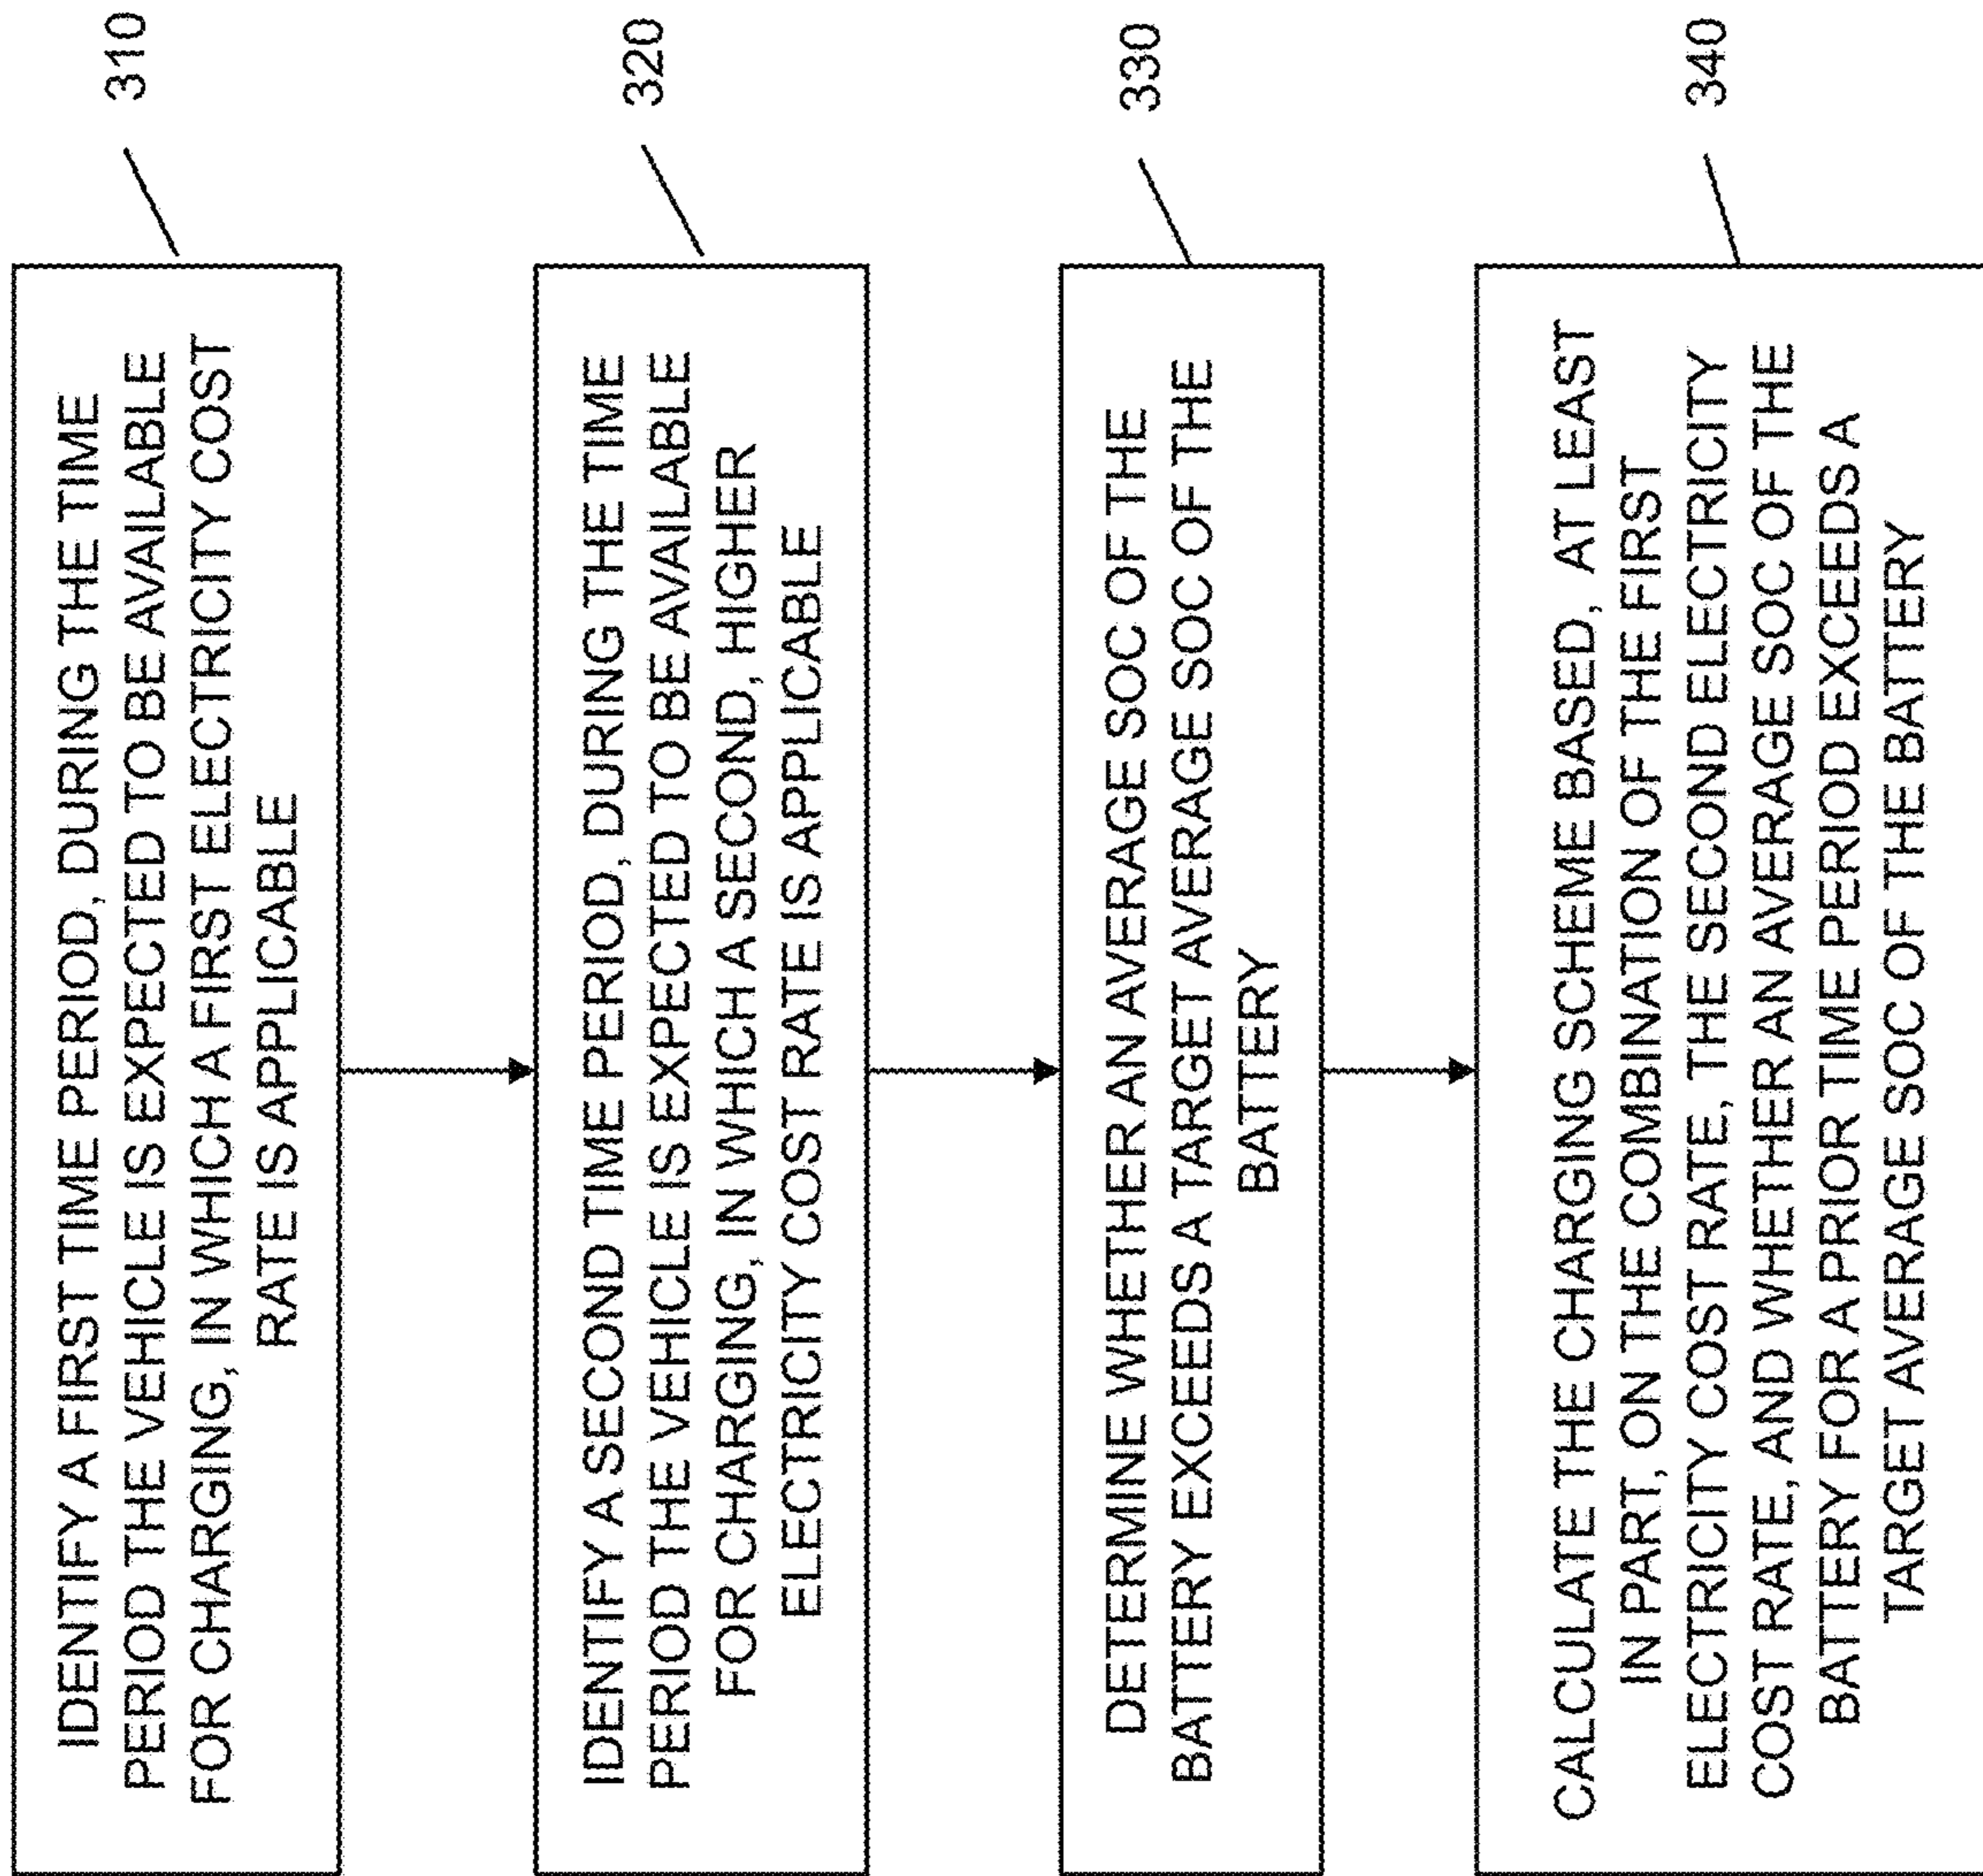 IDENTIFY A FIRST TIME PERIOD, DURING THE TIME
PERIOD THE VEHICLE IS EXPECTED TO BE AVAILABLE
FOR CHARGING, IN WHICH A FIRST ELECTRICITY COST
RATE IS APPLICABLE
310
IDENTIFY A SECOND TIME PERIOD, DURING THE TIME
PERIOD THE VEHICLE IS EXPECTED TO BE AVAILABLE
FOR CHARGING, IN WHICH A SECOND, HIGHER
ELECTRICITY COST RATE IS APPLICABLE
320
DETERMINE WHETHER AN AVERAGE SOC OF THE
BATTERY EXCEEDS A TARGET AVERAGE SOC OF THE
BATTERY
330
CALCULATE THE CHARGING SCHEME BASED, AT LEAST
IN PART, ON THE COMBINATION OF THE FIRST
ELECTRICITY COST RATE, THE SECOND ELECTRICITY
COST RATE, AND WHETHER AN AVERAGE SOC OF THE
BATTERY FOR A PRIOR TIME PERIOD EXCEEDS A
TARGET AVERAGE SOC OF THE BATTERY
340